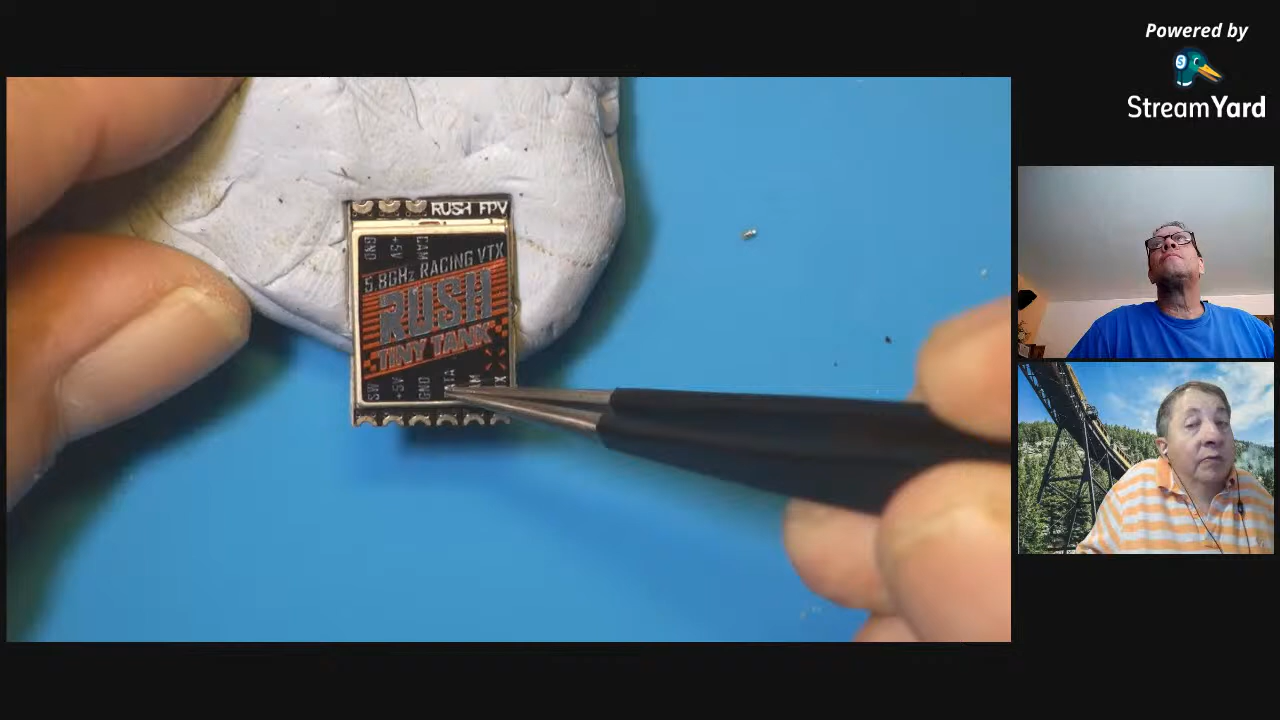 Powered by
StreamYard
RUSH FPV
GND +5V CAM
5.8GHz RACING VTX
RUSH
TINY TANK
SW +5V GND